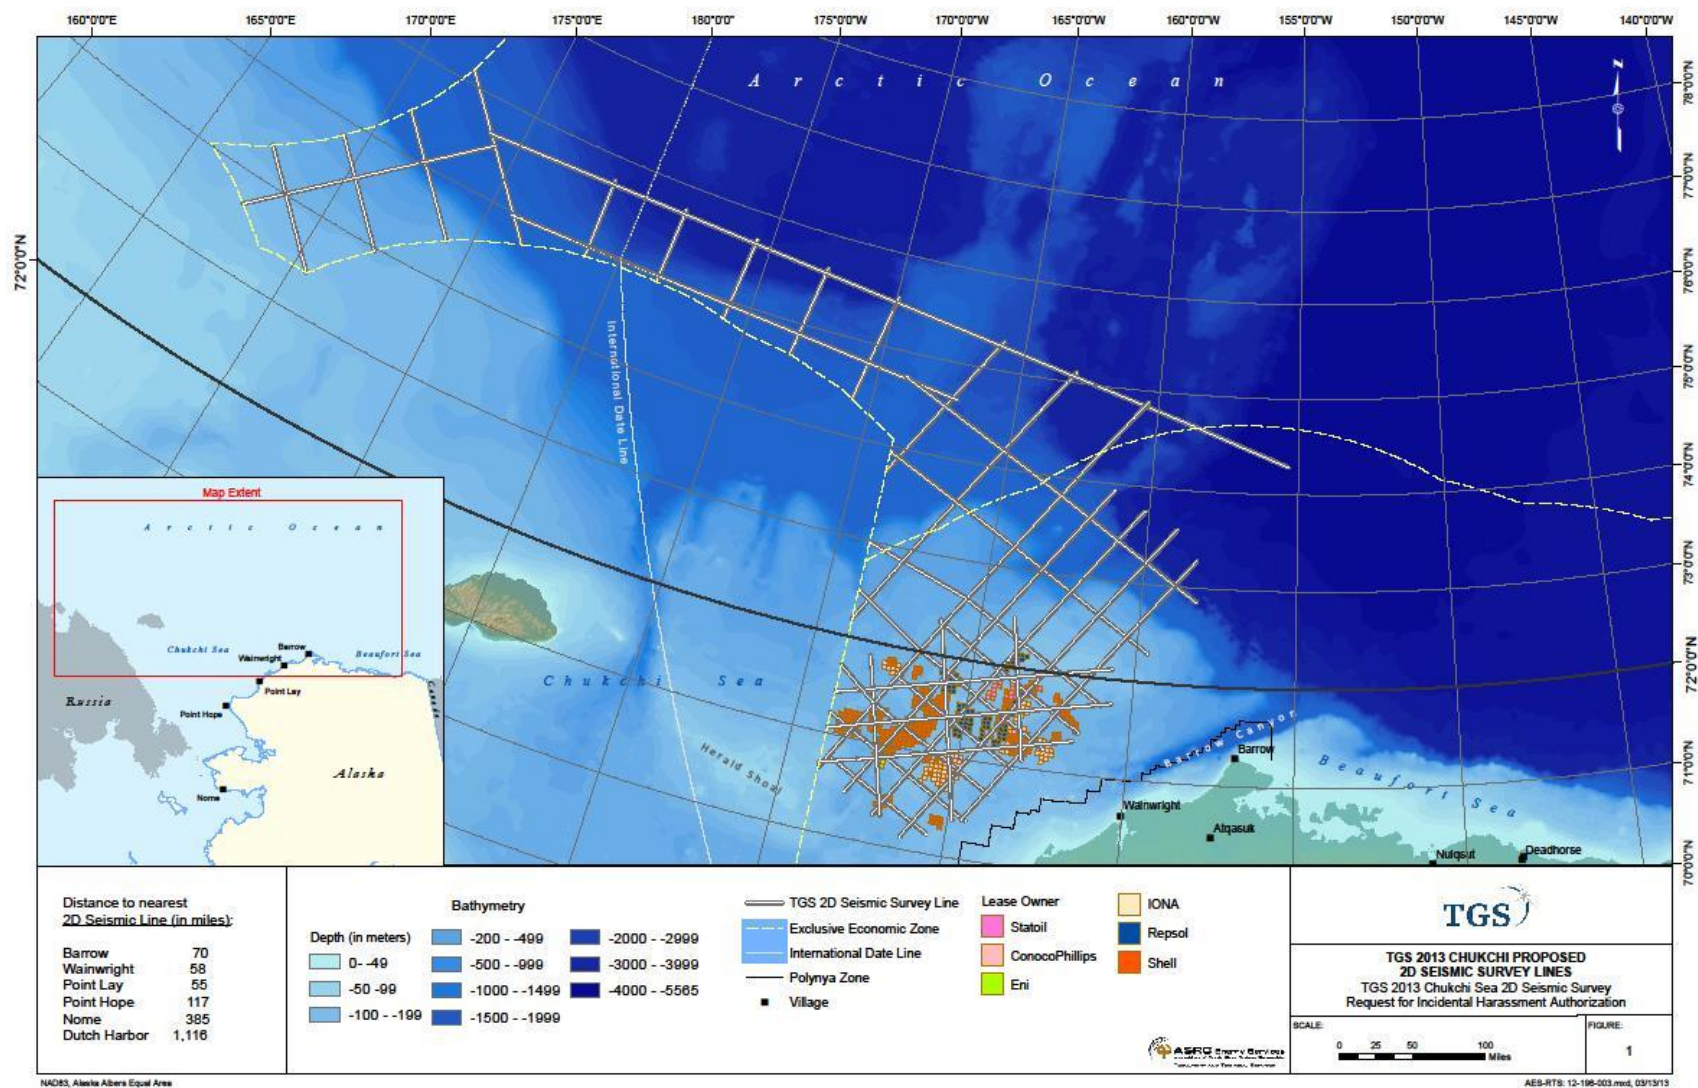 160°0'0"E 165°0'0"E 170°0'0"E 175°0'0"E 180°0'0" 175°0'0"W 170°0'0"W 165°0'0"W 160°0'0"W 155°0'0"W 150°0'0"W 145°0'0"W 140°0'0"W
Arctic Ocean
N
78°0'0"N
77°0'0"N
76°0'0"N
75°0'0"N
74°0'0"N
73°0'0"N
72°0'0"N
71°0'0"N
70°0'0"N
72°0'0"N
International Date Line
Chukchi Sea
Herald Shoal
Barrow Canyon
Barrow
Beaufort Sea
Wainwright
Atqasuk
Nuiqsut
Deadhorse
Map Extent
Arctic Ocean
Chukchi Sea
Barrow
Beaufort Sea
Wainwright
Point Lay
Russia
Point Hope
Canada
Alaska
Nome
Distance to nearest
2D Seismic Line (in miles):
Barrow 70
Wainwright 58
Point Lay 55
Point Hope 117
Nome 385
Dutch Harbor 1,116
Bathymetry
Depth (in meters)
0 - -49
-50 -99
-100 - -199
-200 - -499
-500 - -999
-1000 - -1499
-1500 - -1999
-2000 - -2999
-3000 - -3999
-4000 - -5565
TGS 2D Seismic Survey Line
Exclusive Economic Zone
International Date Line
Polynya Zone
Village
Lease Owner
Statoil
ConocoPhillips
Eni
IONA
Repsol
Shell
ASRC Energy Services
TGS
TGS 2013 CHUKCHI PROPOSED
2D SEISMIC SURVEY LINES
TGS 2013 Chukchi Sea 2D Seismic Survey
Request for Incidental Harassment Authorization
SCALE:
0 25 50 100
Miles
FIGURE:
1
NAD83, Alaska Albers Equal Area
AES-RTS: 12-196-003.mxd, 03/13/13